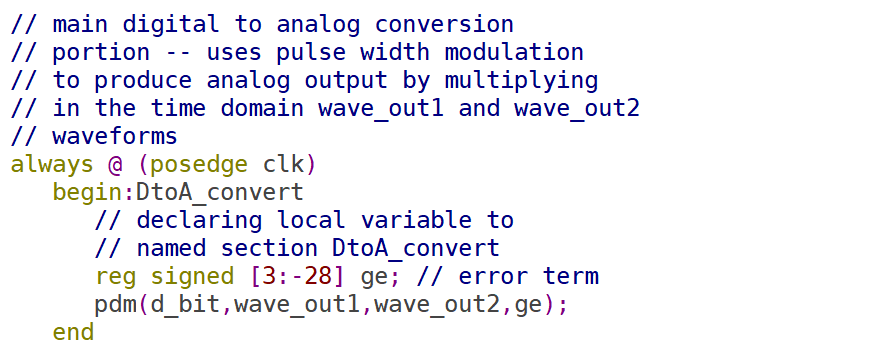 // main digital to analog conversion
// portion -- uses pulse width modulation
// to produce analog output by multiplying
// in the time domain wave_out1 and wave_out2
// waveforms
always @ (posedge clk)
   begin:DtoA_convert
      // declaring local variable to
      // named section DtoA_convert
      reg signed [3:-28] ge; // error term
      pdm(d_bit,wave_out1,wave_out2,ge);
   end